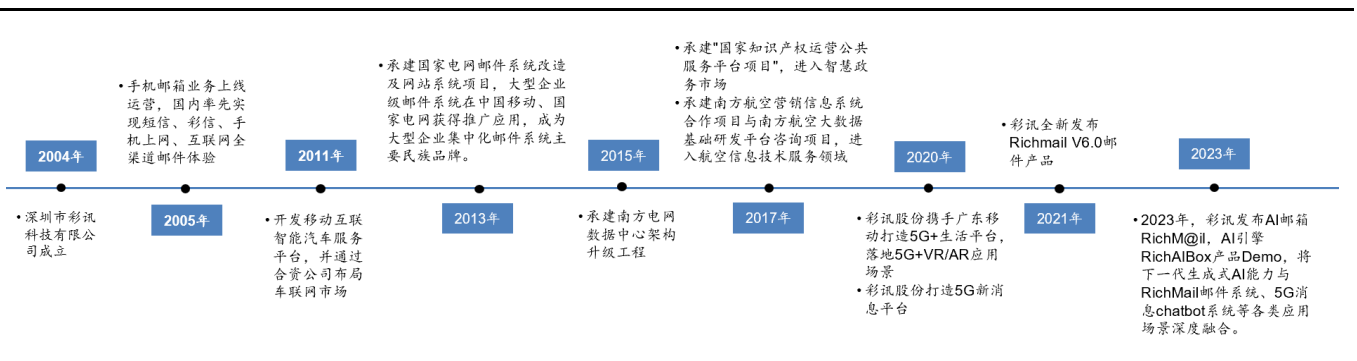 2004年
• 深圳市彩讯
科技有限公
司成立
• 手机邮箱业务上线
运营，国内率先实
现短信、彩信、手
机上网、互联网全
渠道邮件体验
2005年
2011年
• 开发移动互联
智能汽车服务
平台，并通过
合资公司布局
车联网市场
• 承建国家电网邮件系统改造
及网站系统项目，大型企业
级邮件系统在中国移动、国
家电网获得推广应用，成为
大型企业集中化邮件系统主
要民族品牌。
2013年
2015年
• 承建南方电网
数据中心架构
升级工程
• 承建"国家知识产权运营公共
服务平台项目"，进入智慧政
务市场
• 承建南方航空营销信息系统
合作项目与南方航空大数据
基础研发平台咨询项目，进
入航空信息技术服务领域
2017年
2020年
• 彩讯股份携手广东移
动打造5G+生活平台，
落地5G+VR/AR应用
场景
• 彩讯股份打造5G新消
息平台
• 彩讯全新发布
Richmail V6.0邮
件产品
2021年
2023年
• 2023年，彩讯发布AI邮箱
RichM@il，AI引擎
RichAIBox产品Demo，将
下一代生成式AI能力与
RichMail邮件系统、5G消
息chatbot系统等各类应用
场景深度融合。